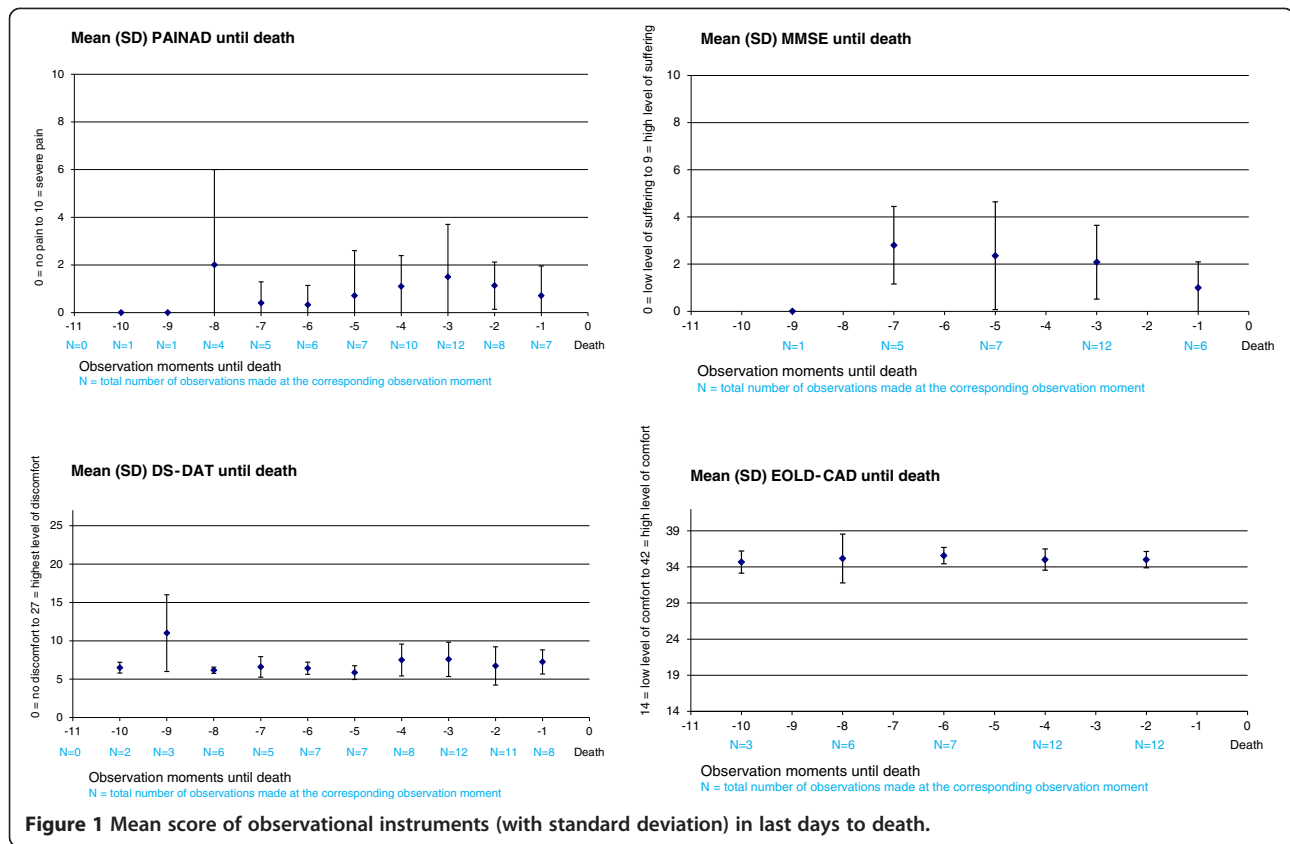 Mean (SD) PAINAD until death
0 = no pain to 10 = severe pain
10
8
6
4
2
0
-11 -10 -9 -8 -7 -6 -5 -4 -3 -2 -1 0
N=0 N=1 N=1 N=4 N=5 N=6 N=7 N=10 N=12 N=8 N=7 Death
Observation moments until death
N = total number of observations made at the corresponding observation moment
Mean (SD) MMSE until death
0 = low level of suffering to 9 = high level of suffering
10
8
6
4
2
0
-11 -10 -9 -8 -7 -6 -5 -4 -3 -2 -1 0
N=1 N=5 N=7 N=12 N=6 Death
Observation moments until death
N = total number of observations made at the corresponding observation moment
Mean (SD) DS-DAT until death
0 = no discomfort to 27 = highest level of discomfort
25
20
15
10
5
0
-11 -10 -9 -8 -7 -6 -5 -4 -3 -2 -1 0
N=0 N=2 N=3 N=6 N=5 N=7 N=7 N=8 N=12 N=11 N=8 Death
Observation moments until death
N = total number of observations made at the corresponding observation moment
Mean (SD) EOLD-CAD until death
14 = low level of comfort to 42 = high level of comfort
39
34
29
24
19
14
-11 -10 -9 -8 -7 -6 -5 -4 -3 -2 -1 0
N=3 N=6 N=7 N=12 N=12 Death
Observation moments until death
N = total number of observations made at the corresponding observation moment
Figure 1 Mean score of observational instruments (with standard deviation) in last days to death.